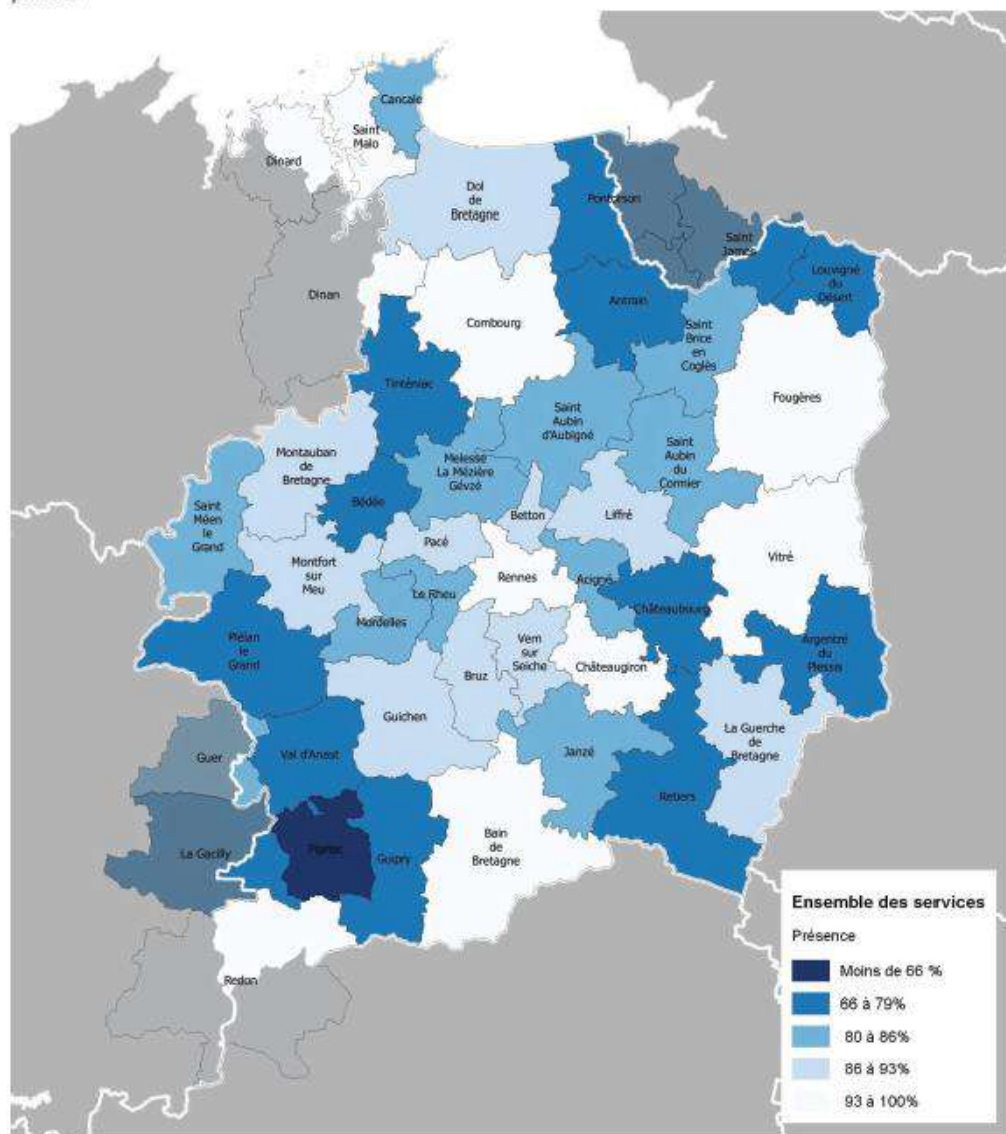 Cancale
Saint
Malo
Dinard
Dol
de
Bretagne
Pontorson
Saint
James
Louvigné
du
Désert
Dinan
Combourg
Antrain
Saint
Brice
en
Coglès
Tinténiac
Fougères
Saint
Aubin
d'Aubigné
Montauban
de
Bretagne
Melesse
La Mézière
Gévzé
Saint
Aubin
du
Cormier
Saint
Méen
le
Grand
Bédée
Betton
Liffré
Pacé
Vitré
Montfort
sur
Meu
Rennes
Acigné
Le Rheu
Châteaubourg
Mordelles
Plélan
le
Grand
Vern
sur
Seiche
Argentré
du
Plessis
Bruz
Châteaugiron
Guichen
La Guerche
de
Bretagne
Guer
Val d'Anast
Janzé
Retiers
La Gacilly
Pipriac
Guipry
Bain
de
Bretagne
Redon
Ensemble des services
Présence
Moins de 66 %
66 à 79%
80 à 86%
86 à 93%
93 à 100%